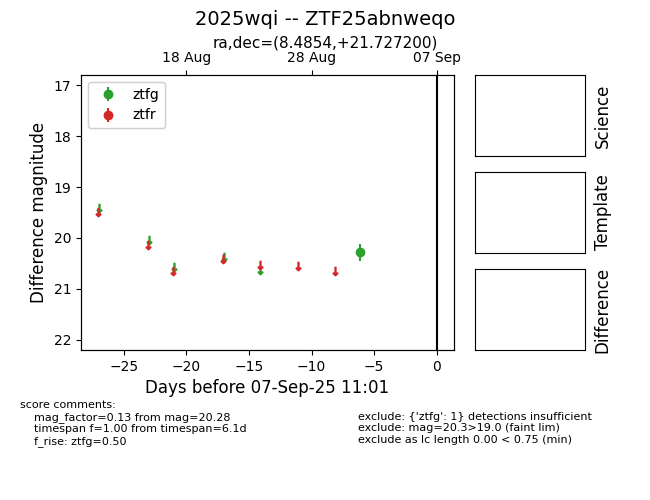 2025wqi -- ZTF25abnweqo
ra,dec=(8.4854,+21.727200)
18 Aug 28 Aug 07 Sep
ztfg
ztfr
17
18
19
20
21
22
Difference magnitude
−25 −20 −15 −10 −5 0
Days before 07-Sep-25 11:01
Science
Template
Difference
score comments:
mag_factor=0.13 from mag=20.28
timespan f=1.00 from timespan=6.1d
f_rise: ztfg=0.50
exclude: {'ztfg': 1} detections insufficient
exclude: mag=20.3>19.0 (faint lim)
exclude as lc length 0.00 < 0.75 (min)